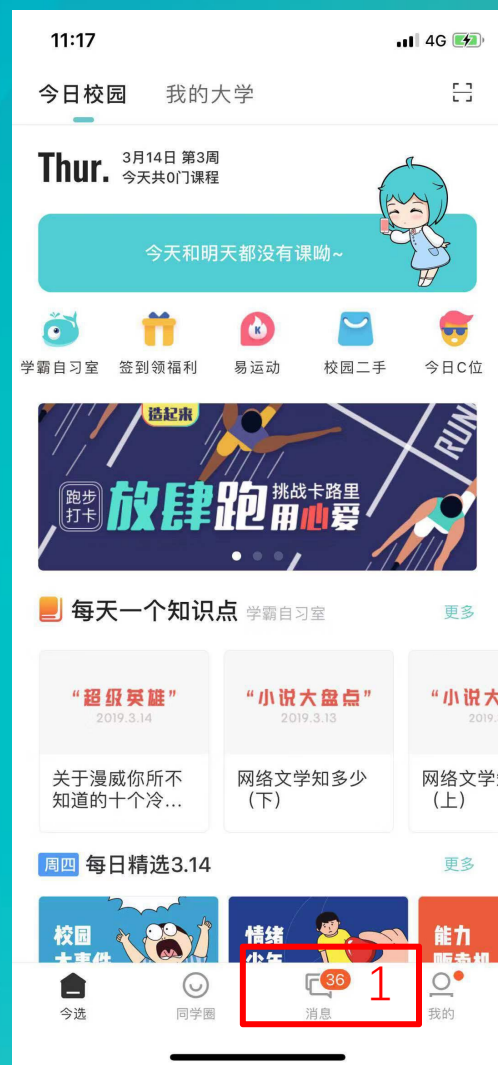 11:17
4G
今日校园 我的大学
Thur. 3月14日 第3周
今天共0门课程
今天和明天都没有课呦~
学霸自习室 签到领福利 易运动 校园二手 今日C位
造起来
RUN
跑步
打卡
放肆跑
挑战卡路里
用心爱
每天一个知识点 学霸自习室 更多
“超级英雄” “小说大盘点” “小说大
2019.3.14 2019.3.13 2019.
关于漫威你所不
知道的十个冷...
网络文学知多少
（下）
网络文学
（上）
周四 每日精选3.14 更多
校园
大事件
情绪
少年
能力
贩卖机
36 1
今选 同学圈 消息 我的